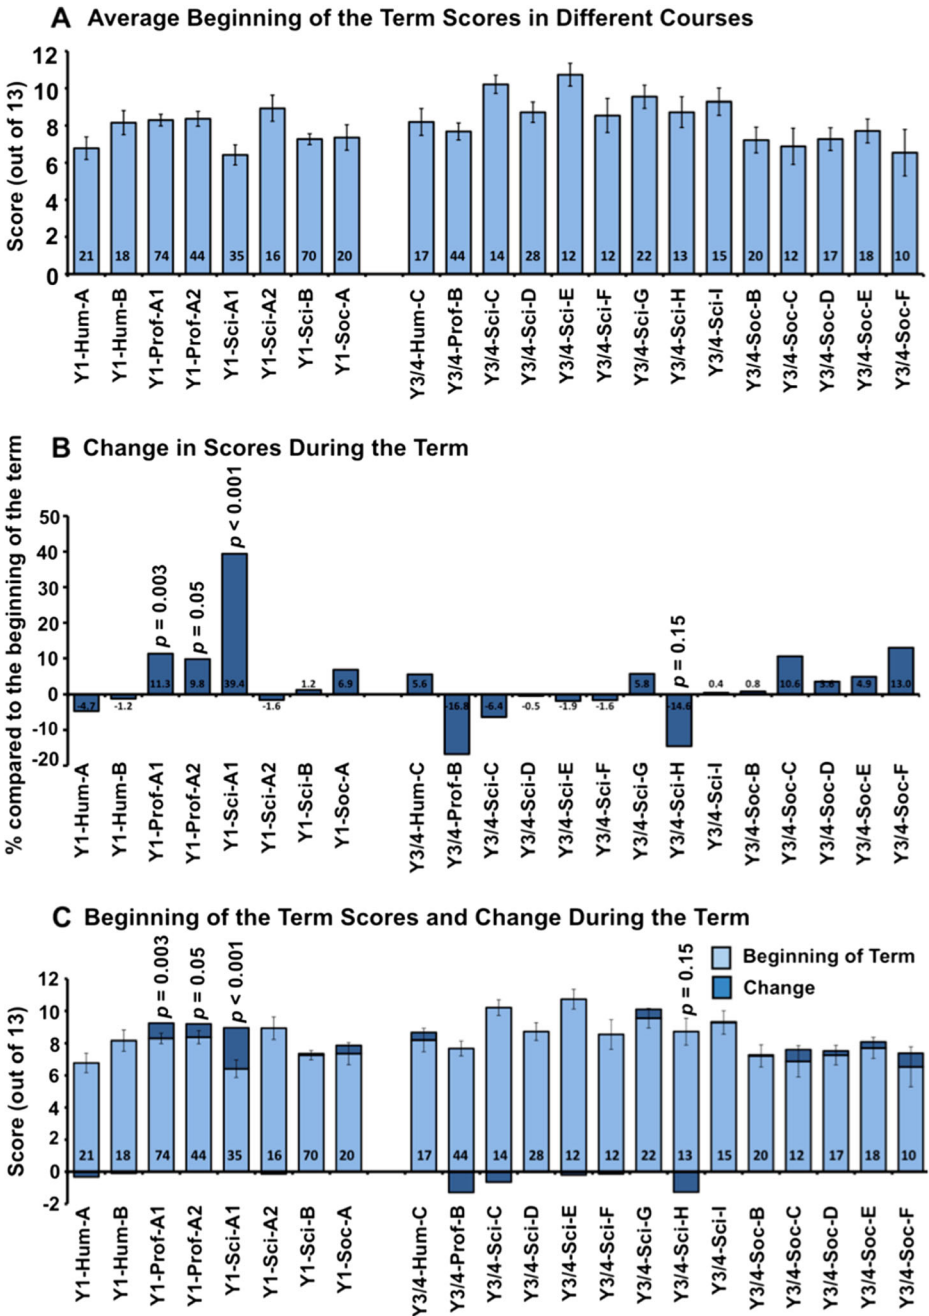 A Average Beginning of the Term Scores in Different Courses
Score (out of 13)
12
10
8
6
4
2
0
21 18 74 44 35 16 70 20 17 44 14 28 12 12 22 13 15 20 12 17 18 10
Y1-Hum-A
Y1-Hum-B
Y1-Prof-A1
Y1-Prof-A2
Y1-Sci-A1
Y1-Sci-A2
Y1-Sci-B
Y1-Soc-A
Y3/4-Hum-C
Y3/4-Prof-B
Y3/4-Sci-C
Y3/4-Sci-D
Y3/4-Sci-E
Y3/4-Sci-F
Y3/4-Sci-G
Y3/4-Sci-H
Y3/4-Sci-I
Y3/4-Soc-B
Y3/4-Soc-C
Y3/4-Soc-D
Y3/4-Soc-E
Y3/4-Soc-F
B Change in Scores During the Term
% compared to the beginning of the term
50
40
30
20
10
0
-10
-20
p = 0.003
p = 0.05
p < 0.001
p = 0.15
-4.7 -1.2 11.3 9.8 39.4 -1.6 1.2 6.9 5.6 -16.8 -6.4 -0.5 -1.9 -1.6 5.8 -14.6 0.4 0.8 10.6 3.6 4.9 13.0
Y1-Hum-A
Y1-Hum-B
Y1-Prof-A1
Y1-Prof-A2
Y1-Sci-A1
Y1-Sci-A2
Y1-Sci-B
Y1-Soc-A
Y3/4-Hum-C
Y3/4-Prof-B
Y3/4-Sci-C
Y3/4-Sci-D
Y3/4-Sci-E
Y3/4-Sci-F
Y3/4-Sci-G
Y3/4-Sci-H
Y3/4-Sci-I
Y3/4-Soc-B
Y3/4-Soc-C
Y3/4-Soc-D
Y3/4-Soc-E
Y3/4-Soc-F
C Beginning of the Term Scores and Change During the Term
Score (out of 13)
12
10
8
6
4
2
0
-2
p = 0.003
p = 0.05
p < 0.001
p = 0.15
Beginning of Term
Change
21 18 74 44 35 16 70 20 17 44 14 28 12 12 22 13 15 20 12 17 18 10
Y1-Hum-A
Y1-Hum-B
Y1-Prof-A1
Y1-Prof-A2
Y1-Sci-A1
Y1-Sci-A2
Y1-Sci-B
Y1-Soc-A
Y3/4-Hum-C
Y3/4-Prof-B
Y3/4-Sci-C
Y3/4-Sci-D
Y3/4-Sci-E
Y3/4-Sci-F
Y3/4-Sci-G
Y3/4-Sci-H
Y3/4-Sci-I
Y3/4-Soc-B
Y3/4-Soc-C
Y3/4-Soc-D
Y3/4-Soc-E
Y3/4-Soc-F